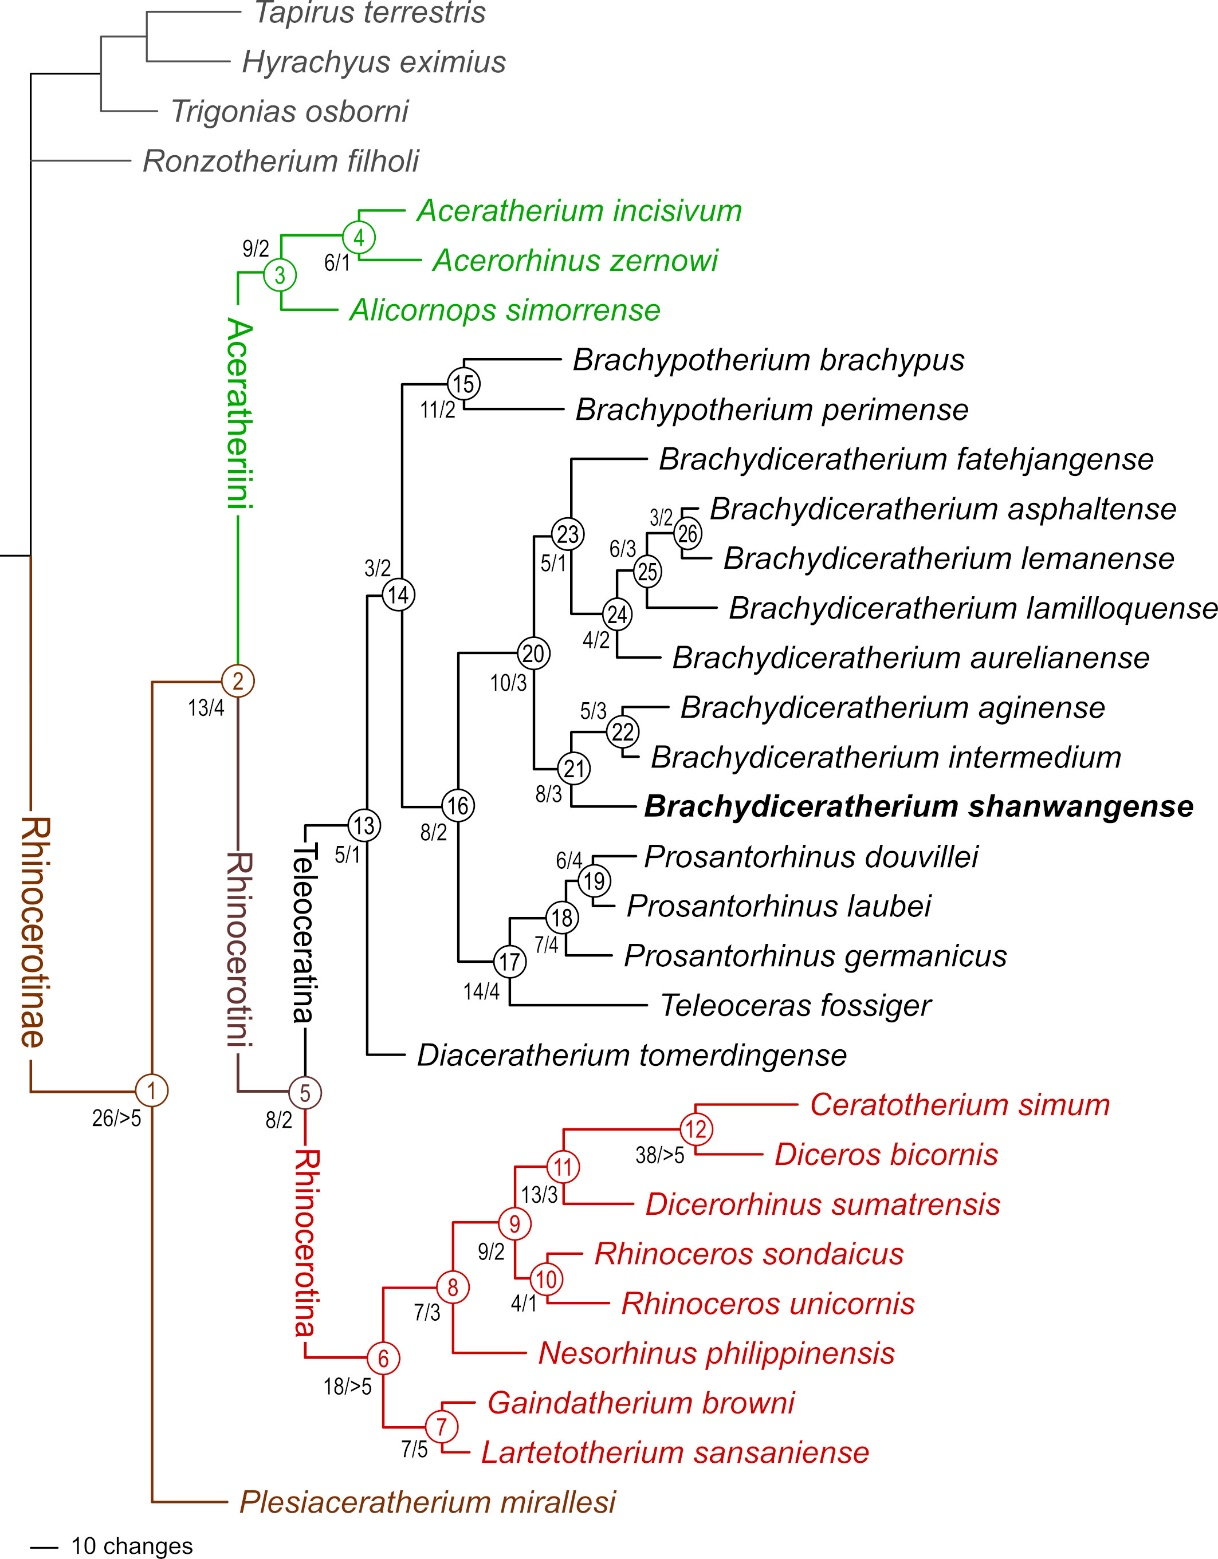 Tapirus terrestris
Hyrachyus eximius
Trigonias osborni
Ronzotherium filholi
Aceratherium incisivum
4
9/2
6/1
Acerorhinus zernowi
3
Alicornops simorrense
Aceratheriini
Brachypotherium brachypus
15
11/2
Brachypotherium perimense
Brachydiceratherium fatehjangense
Brachydiceratherium asphaltense
3/2
26
23
6/3
5/1
Brachydiceratherium lemanense
25
3/2
14
Brachydiceratherium lamilloquense
24
4/2
20
Brachydiceratherium aurelianense
2
10/3
13/4
5/3
Brachydiceratherium aginense
22
Brachydiceratherium intermedium
21
8/3
16
Brachydiceratherium shanwangense
13
8/2
5/1
Rhinocerotinae
Rhinocerotini
Teleoceratina
Prosantorhinus douvillei
6/4
19
Prosantorhinus laubei
18
7/4
Prosantorhinus germanicus
17
14/4
Teleoceras fossiger
Diaceratherium tomerdingense
1
26/>5
5
8/2
Ceratotherium simum
12
38/>5
Diceros bicornis
11
13/3
Dicerorhinus sumatrensis
9
9/2
Rhinoceros sondaicus
10
4/1
8
7/3
Rhinoceros unicornis
Rhinocerotina
Nesorhinus philippinensis
6
18/>5
Gaindatherium browni
7
7/5
Lartetotherium sansaniense
Plesiaceratherium mirallesi
10 changes